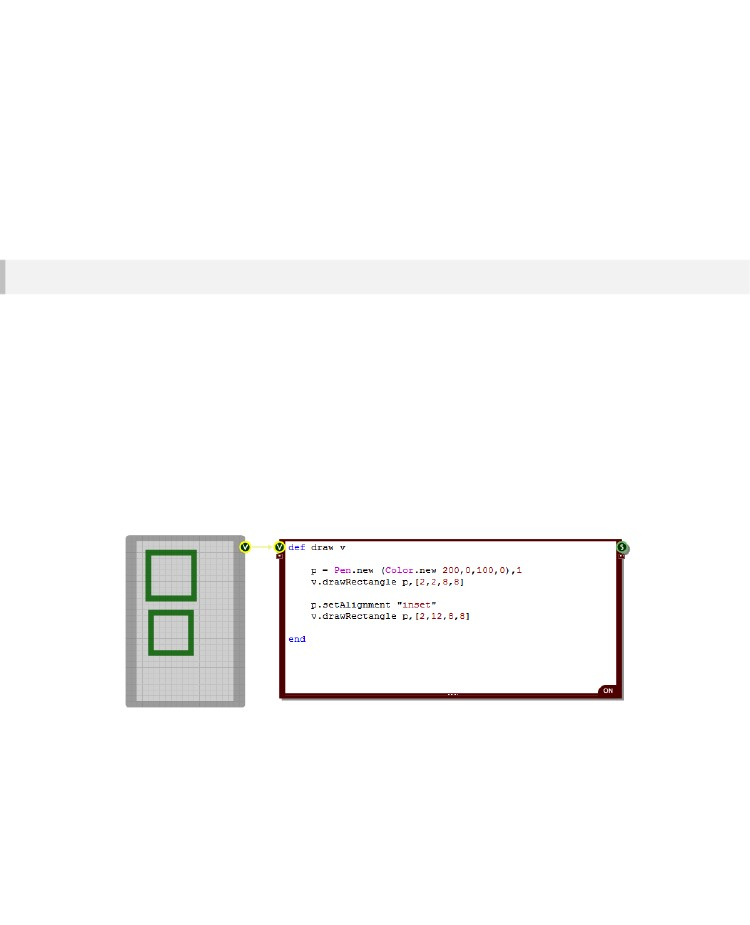 V
V def draw v
S
p = Pen.new (Color.new 200,0,100,0),1
v.drawRectangle p,[2,2,8,8]
p.setAlignment "inset"
v.drawRectangle p,[2,12,8,8]
end
ON